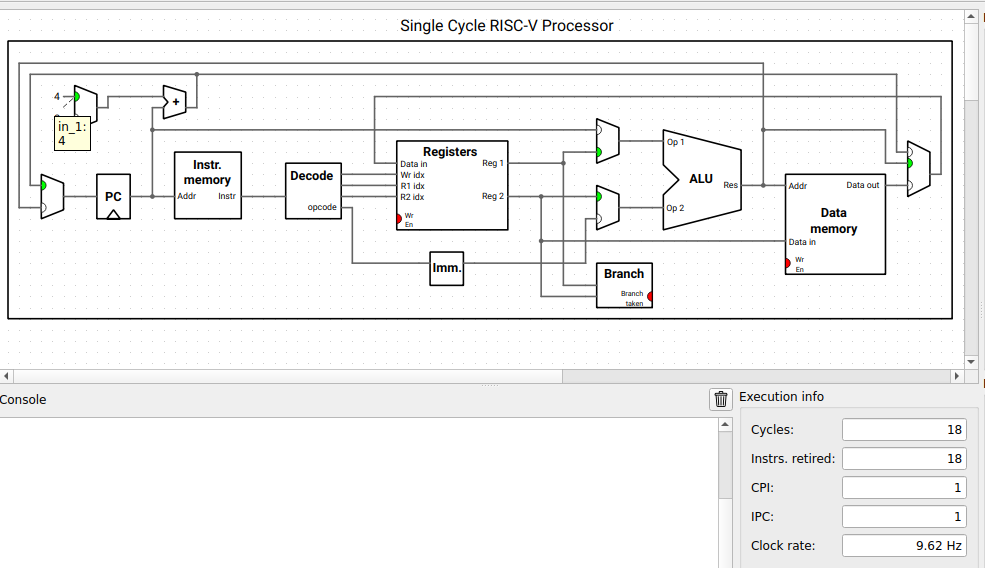 Single Cycle RISC-V Processor
4
in_1:
4
+
PC
Instr.
memory
Addr
Instr
Decode
opcode
Registers
Data in
Wr idx
R1 idx
R2 idx
Reg 1
Reg 2
Wr
En
Imm.
Op 1
ALU
Res
Op 2
Branch
Branch
taken
Addr
Data out
Data
memory
Data in
Wr
En
Console
Execution info
Cycles: 18
Instrs. retired: 18
CPI: 1
IPC: 1
Clock rate: 9.62 Hz